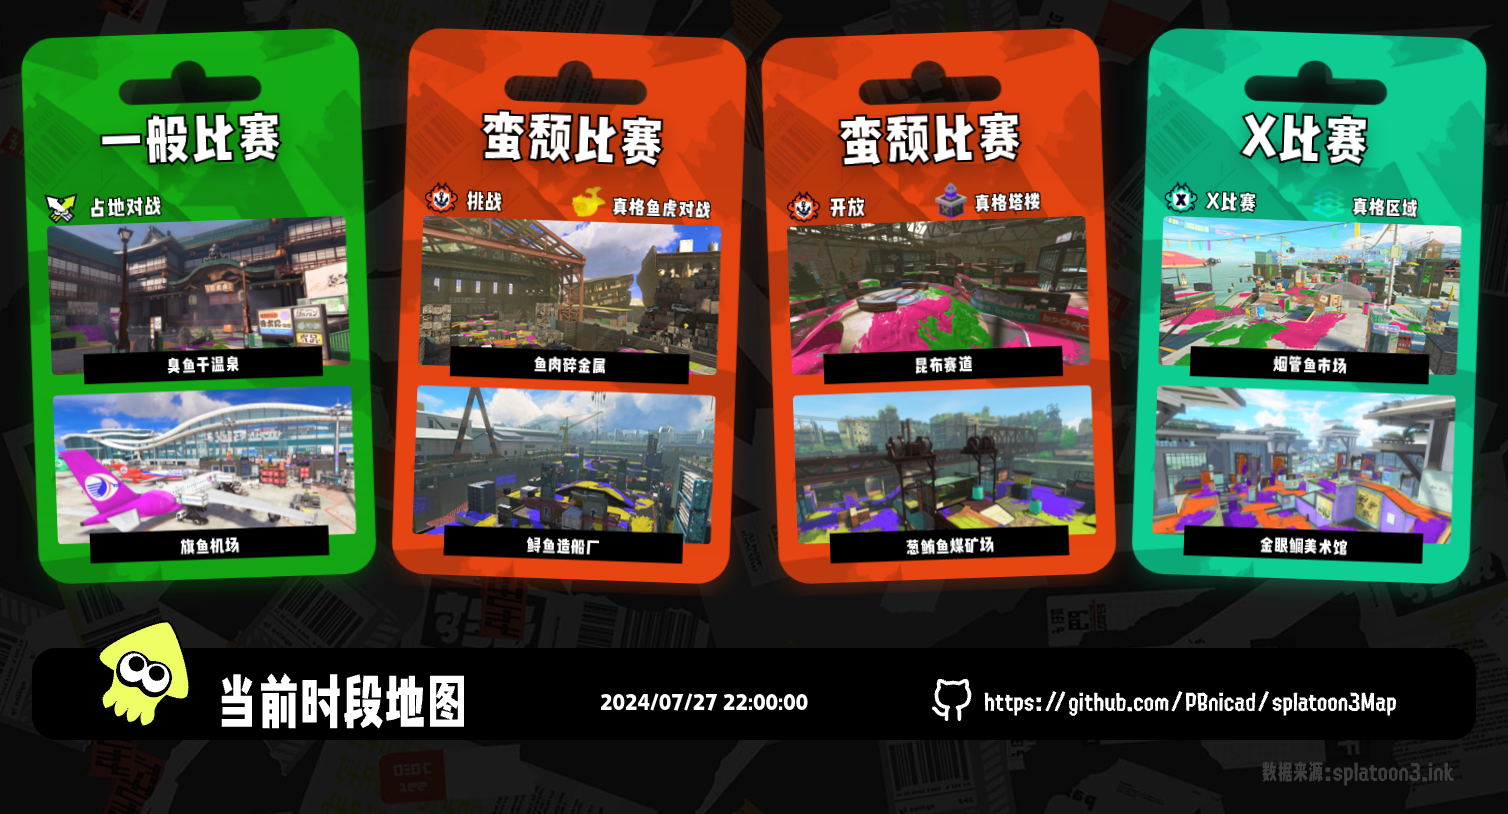 一般比赛
占地对战
臭鱼干温泉
旗鱼机场
蛮颓比赛
挑战
真格鱼虎对战
鱼肉碎金属
鲟鱼造船厂
蛮颓比赛
开放
真格塔楼
昆布赛道
葱鲔鱼煤矿场
X比赛
X比赛
真格区域
烟管鱼市场
金眼鲷美术馆
当前时段地图
2024/07/27 22:00:00
https://github.com/PBnicad/splatoon3Map
数据来源:splatoon3.ink